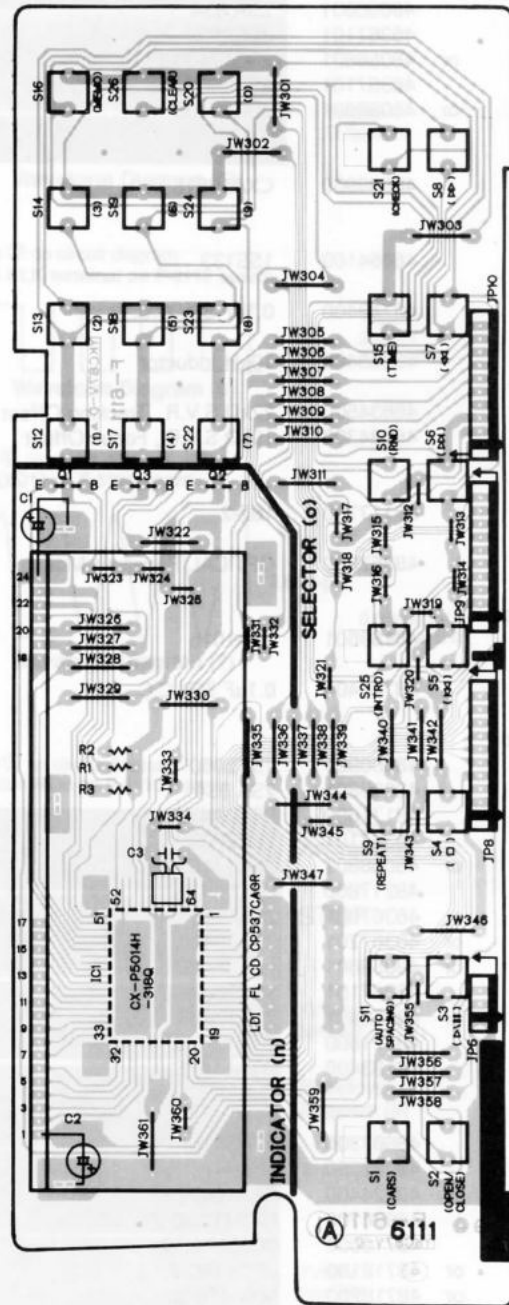 S16
(MEMO)
S26
(CLEAR)
S20
(0)
JW301
JW302
S21
(CHECK)
S8
(▷▷)
S14
(3)
S19
(6)
S24
(9)
JW303
JW304
JP10
S13
(2)
S18
(5)
S23
(8)
F-6111
JW305
JW306
JW307
JW308
JW309
JW310
S15
(TIME)
S7
(◁◁)
S12
(1)
S17
(4)
S22
(7)
S10
(RND)
S6
(▷▷|)
E Q1 B
E Q3 B
E Q2 B
C1
JW311
JW312
JW313
JW314
JW315
JW316
JW317
JW318
JW322
JW323
JW324
JW325
24
22
20
18
SELECTOR (o)
JP9
JW319
JW326
JW327
JW328
JW329
JW330
JW331
JW332
JW321
S25
(INTRO)
JW320
S5
(|◁◁)
R2
R1
R3
JW333
JW335
JW336
JW337
JW338
JW339
JW340
JW341
JW342
JW334
JW344
JW345
S9
(REPEAT)
JW343
S4
(□)
JP8
C3
JW347
52
64
51
1
JW346
17
15
13
11
9
7
5
3
1
IC1
CX-P5014H
-318Q
33
32
20
19
LDI FL CD CP537CAGR
S11
(AUTO
SPACING)
JW355
S3
(▷/II)
JP6
JW356
JW357
JW358
INDICATOR (n)
JW359
JW360
JW361
C2
S1
(CARS)
S2
(OPEN/
CLOSE)
A 6111